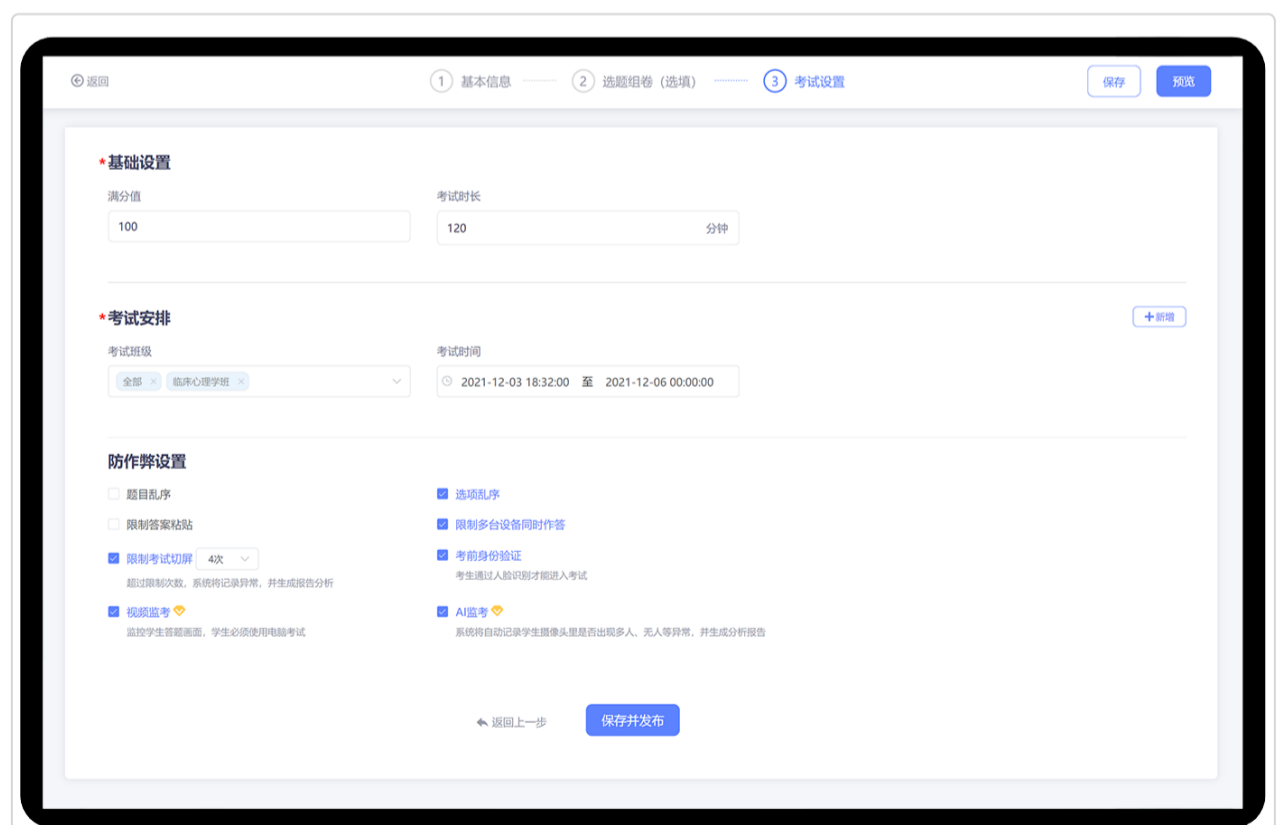 返回 1 基本信息 2 选题组卷（选填） 3 考试设置 保存 预览
*基础设置
满分值 考试时长
100 120 分钟
*考试安排 +新增
考试班级 考试时间
全部 × 临床心理学班 × 2021-12-03 18:32:00 至 2021-12-06 00:00:00
防作弊设置
题目乱序 选项乱序
限制答案粘贴 限制多台设备同时作答
限制考试切屏 4次 考前身份验证
超过限制次数，系统将记录异常，并生成报告分析 考生通过人脸识别才能进入考试
视频监考 AI监考
监控学生答题画面，学生必须使用电脑考试 系统将自动记录学生摄像头里是否出现多人、无人等异常，并生成分析报告
返回上一步 保存并发布